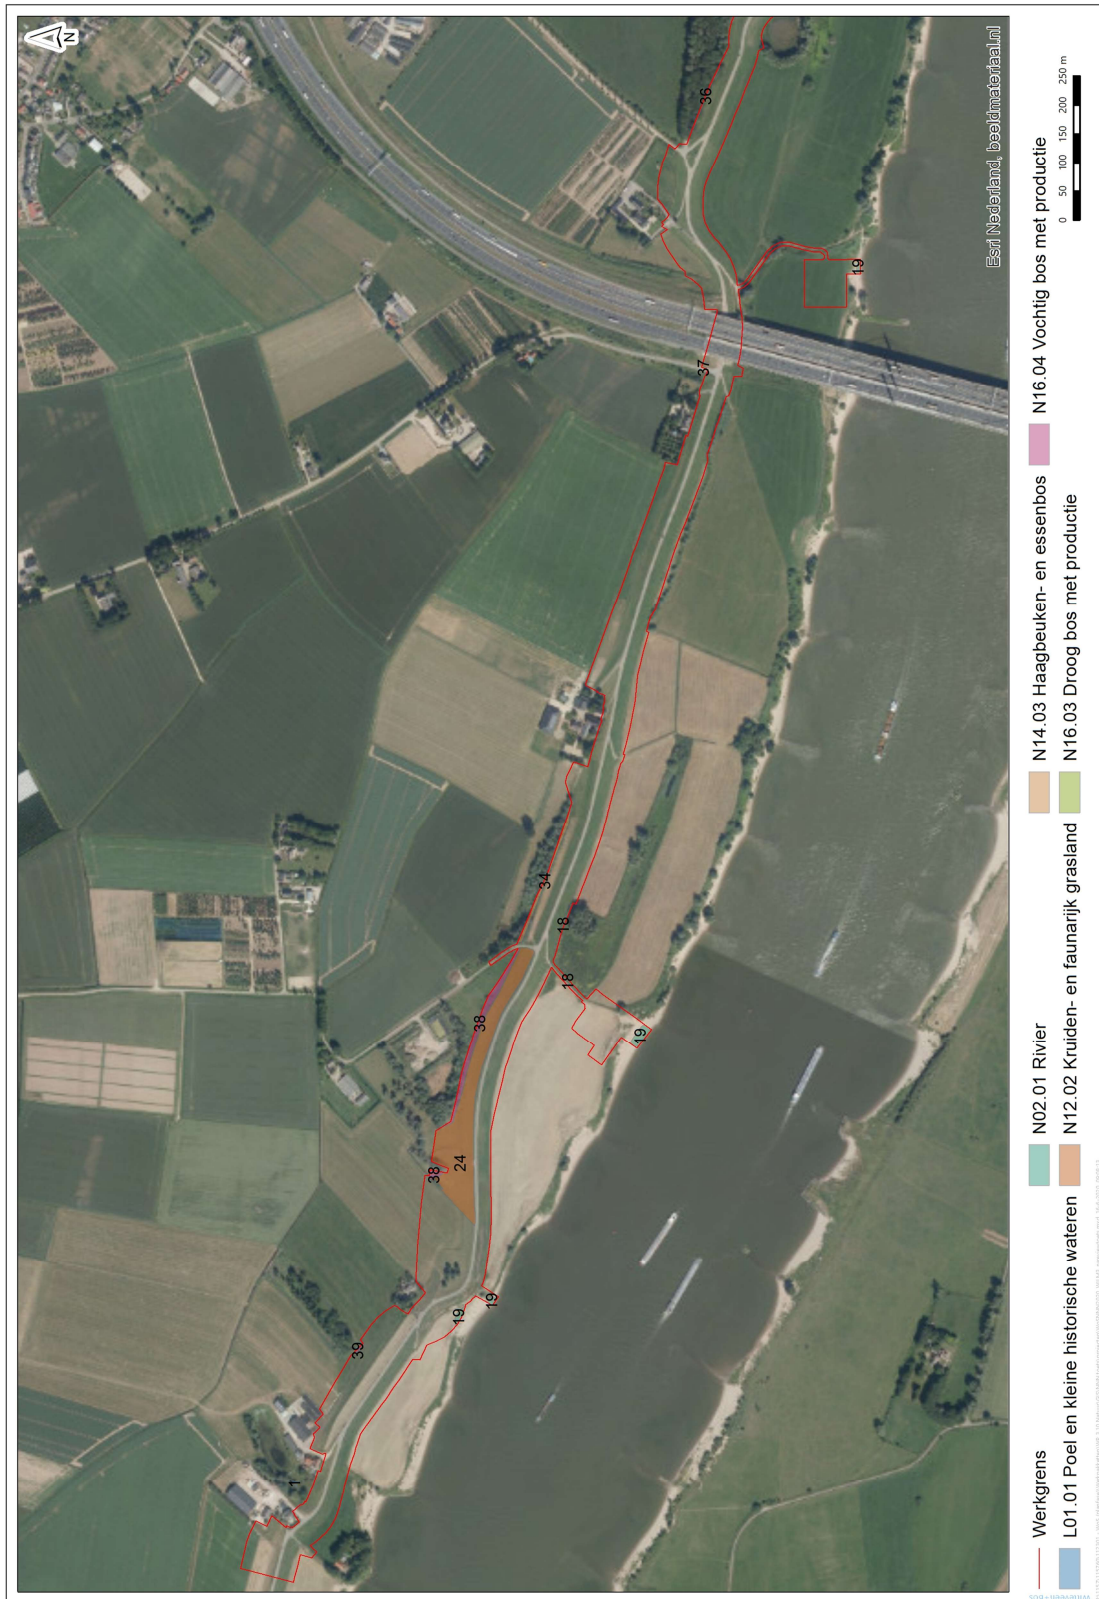 N
36
19
37
34
18
18
19
38
38
24
19
19
39
1
Esri Nederland, beeldmateriaal.nl
Werkgrens
L01.01 Poel en kleine historische wateren
N02.01 Rivier
N12.02 Kruiden- en faunarijk grasland
N14.03 Haagbeuken- en essenbos
N16.03 Droog bos met productie
N16.04 Vochtig bos met productie
0 50 100 150 200 250 m